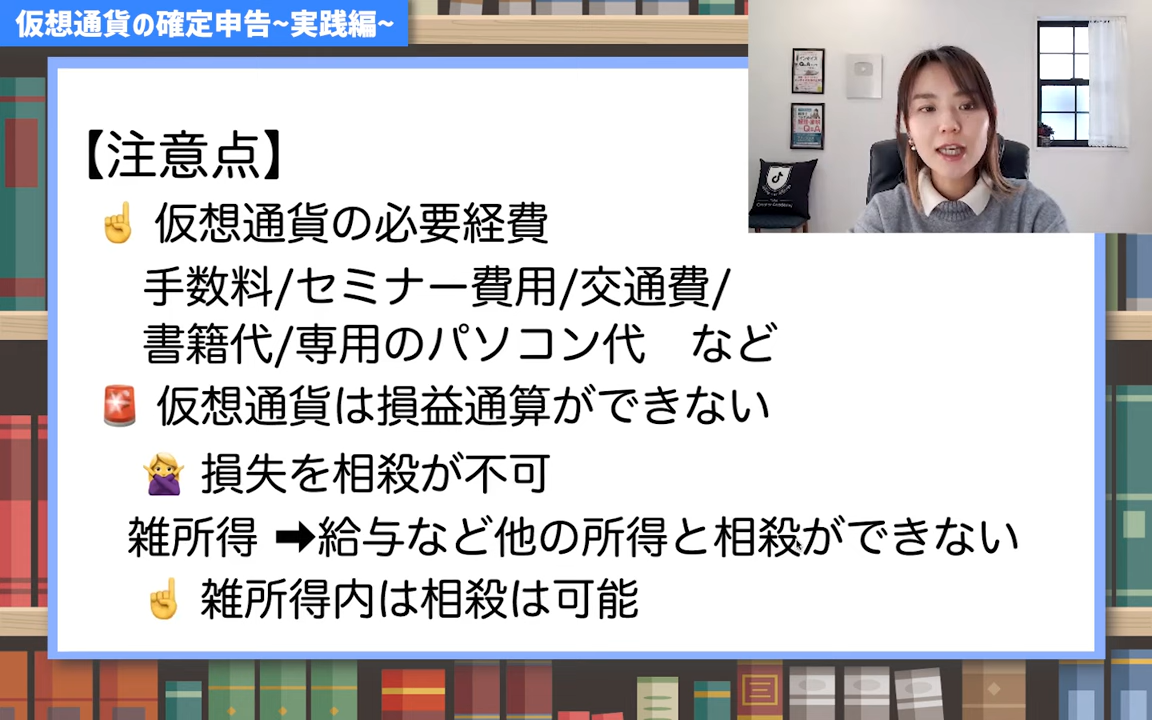 仮想通貨の確定申告~実践編~
【注意点】
☝️ 仮想通貨の必要経費
手数料/セミナー費用/交通費/
書籍代/専用のパソコン代　など
🚨 仮想通貨は損益通算ができない
🙅‍♀️ 損失を相殺が不可
雑所得 ➡給与など他の所得と相殺ができない
☝️ 雑所得内は相殺は可能
Q&A